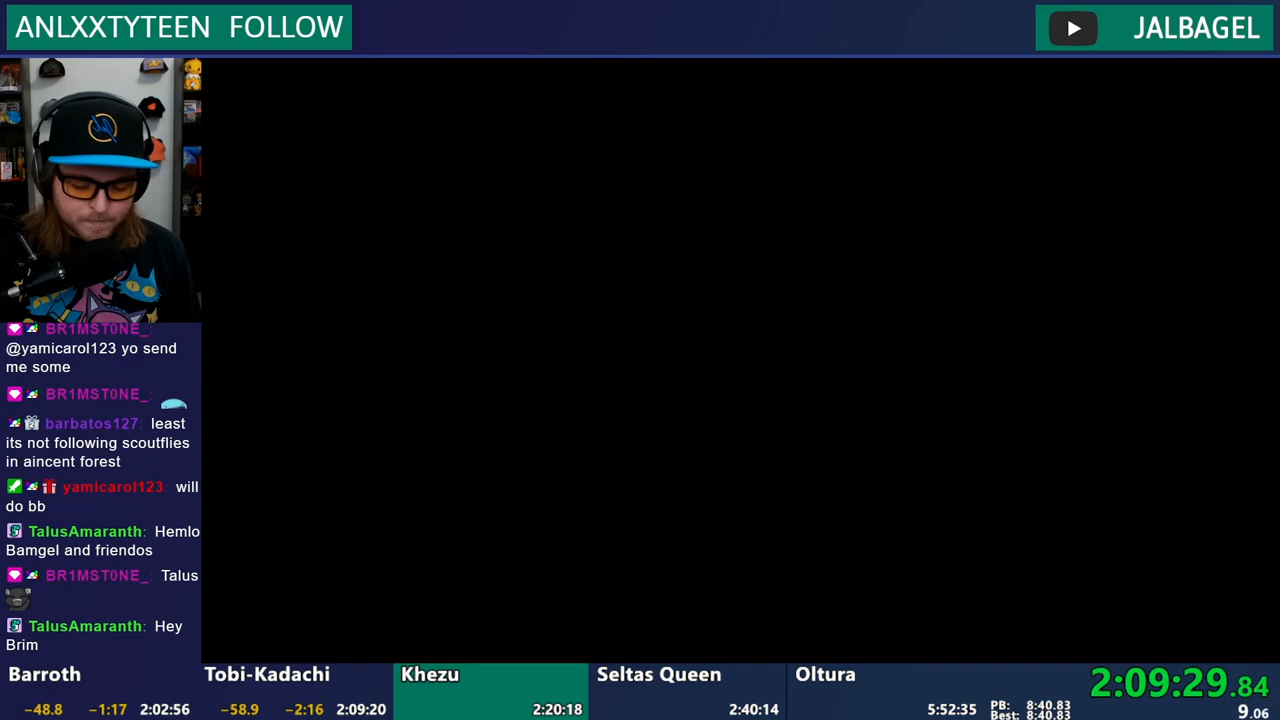 ANLXXTYTEEN FOLLOW
JALBAGEL
BR1MST0NE_:
@yamicarol123 yo send
me some
BR1MST0NE_:
barbatos127: least
its not following scoutflies
in aincent forest
yamicarol123: will
do bb
TalusAmaranth: Hemlo
Bamgel and friendos
BR1MST0NE_: Talus
TalusAmaranth: Hey
Brim
Barroth
-48.8 -1:17 2:02:56
Tobi-Kadachi
-58.9 -2:16 2:09:20
Khezu
2:20:18
Seltas Queen
2:40:14
Oltura
5:52:35
2:09:29.84
PB: 8:40.83
Best: 8:40.83
9.06